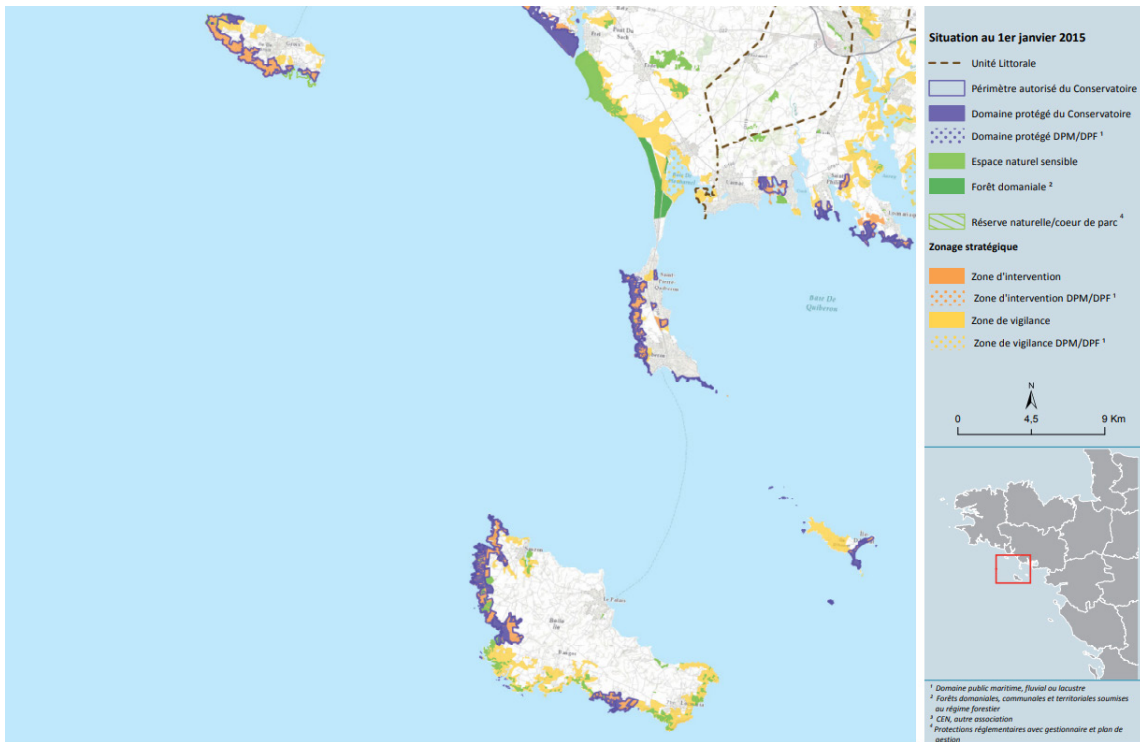 Situation au 1er janvier 2015
Unité Littorale
Périmètre autorisé du Conservatoire
Domaine protégé du Conservatoire
Domaine protégé DPM/DPF ¹
Espace naturel sensible
Forêt domaniale ²
Réserve naturelle/coeur de parc ⁴
Zonage stratégique
Zone d'intervention
Zone d'intervention DPM/DPF ¹
Zone de vigilance
Zone de vigilance DPM/DPF ¹
N
0 4,5 9 Km
Baie De
Quiberon
Saint
Pierre
Quiberon
Le Palais
Belle
Ile
Bangor
¹ Domaine public maritime, fluvial ou lacustre
² Forêts domaniales, communales et territoriales soumises
au régime forestier
³ CEN, autre association
⁴ Protections réglementaires avec gestionnaire et plan de
gestion